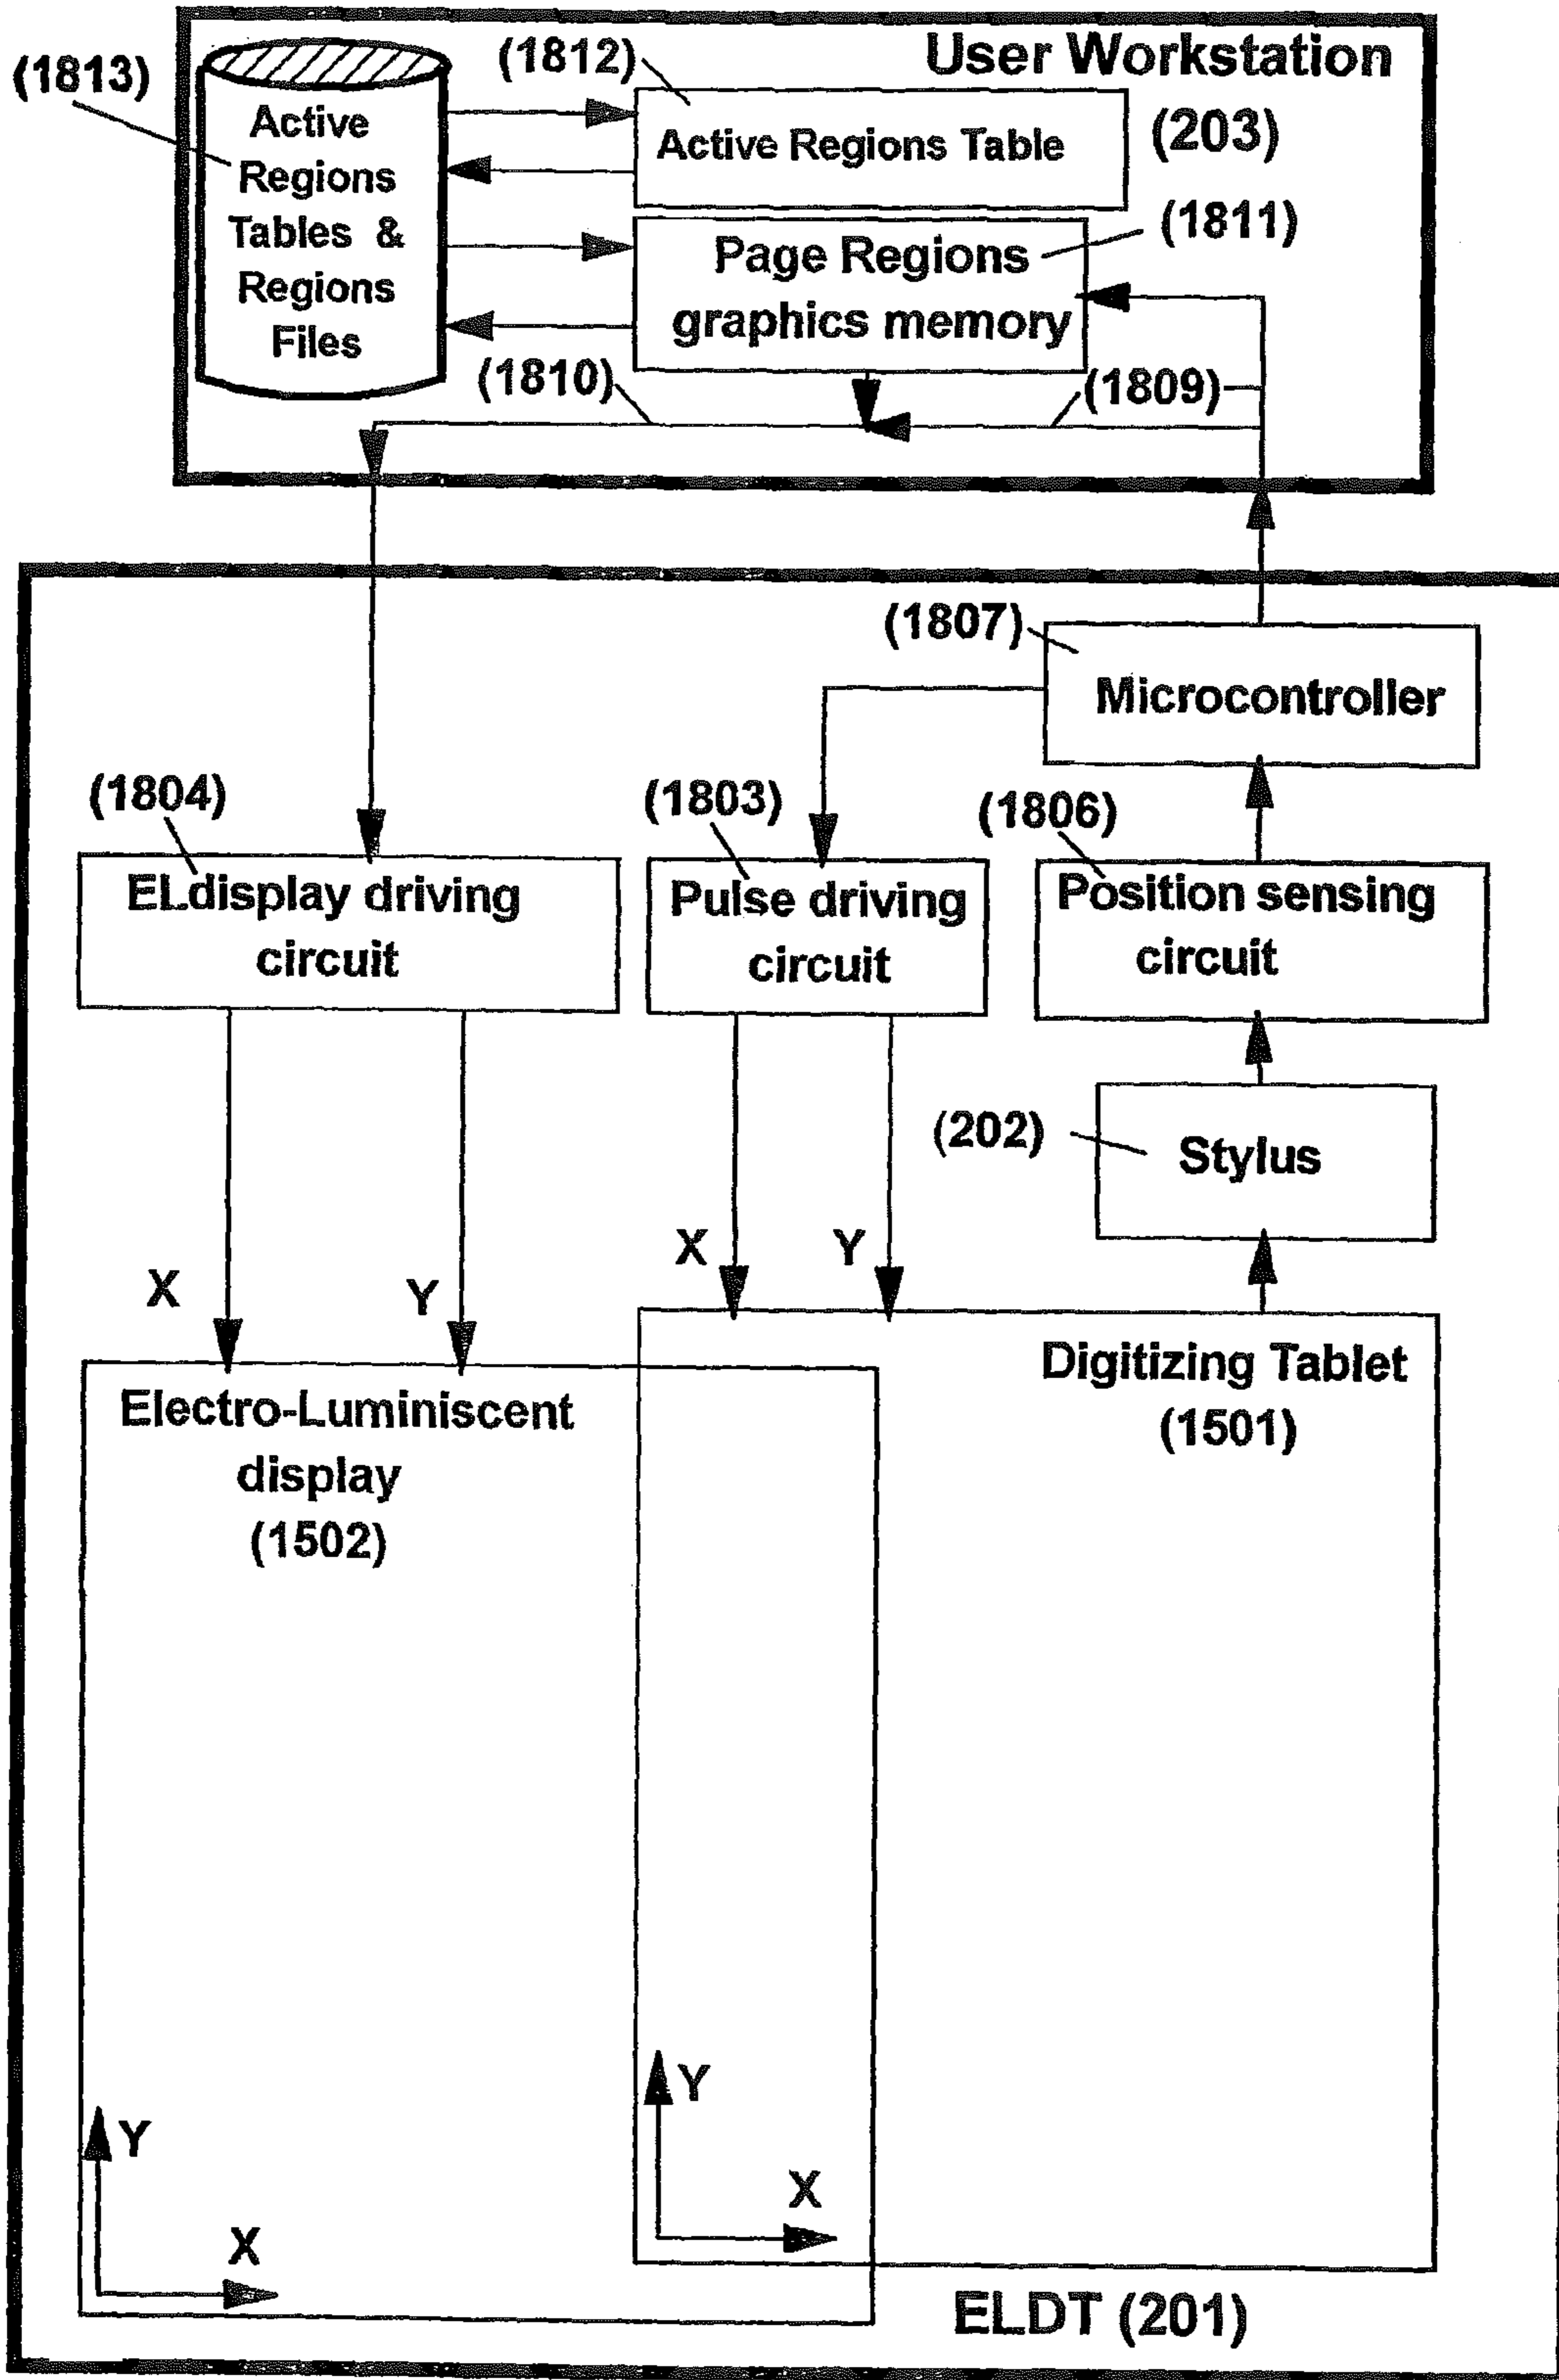 User Workstation
(203)
(1813)
Active
Regions
Tables &
Regions
Files
(1812)
Active Regions Table
(1811)
Page Regions
graphics memory
(1810)
(1809)
(1807)
Microcontroller
(1804)
ELdisplay driving
circuit
(1803)
Pulse driving
circuit
(1806)
Position sensing
circuit
(202)
Stylus
X
Y
X
Y
Electro-Luminiscent
display
(1502)
Digitizing Tablet
(1501)
Y
X
Y
X
ELDT (201)